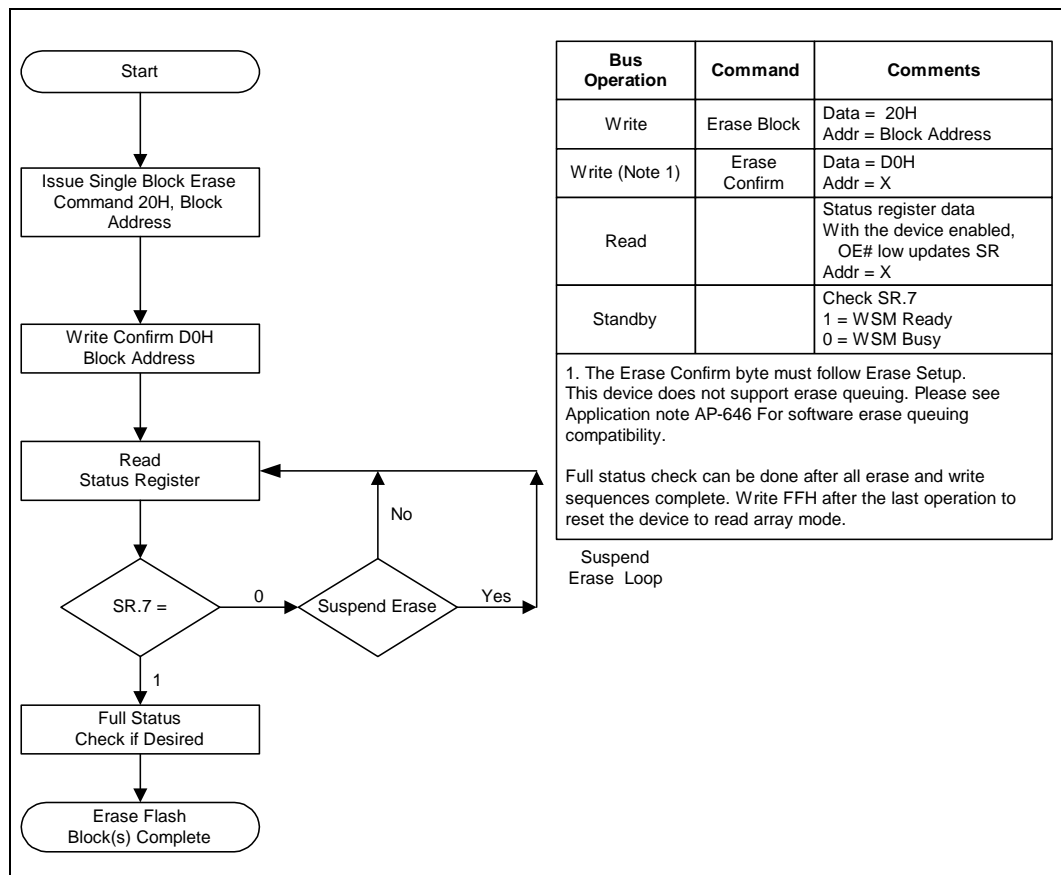 Start
Issue Single Block Erase
Command 20H, Block
Address
Write Confirm D0H
Block Address
Read
Status Register
No
SR.7 =
0
Suspend Erase
Yes
1
Full Status
Check if Desired
Erase Flash
Block(s) Complete
Bus
Operation
Command
Comments
Write
Erase Block
Data = 20H
Addr = Block Address
Write (Note 1)
Erase
Confirm
Data = D0H
Addr = X
Read
Status register data
With the device enabled,
OE# low updates SR
Addr = X
Standby
Check SR.7
1 = WSM Ready
0 = WSM Busy
1. The Erase Confirm byte must follow Erase Setup.
This device does not support erase queuing. Please see
Application note AP-646 For software erase queuing
compatibility.
Full status check can be done after all erase and write
sequences complete. Write FFH after the last operation to
reset the device to read array mode.
Suspend
Erase Loop